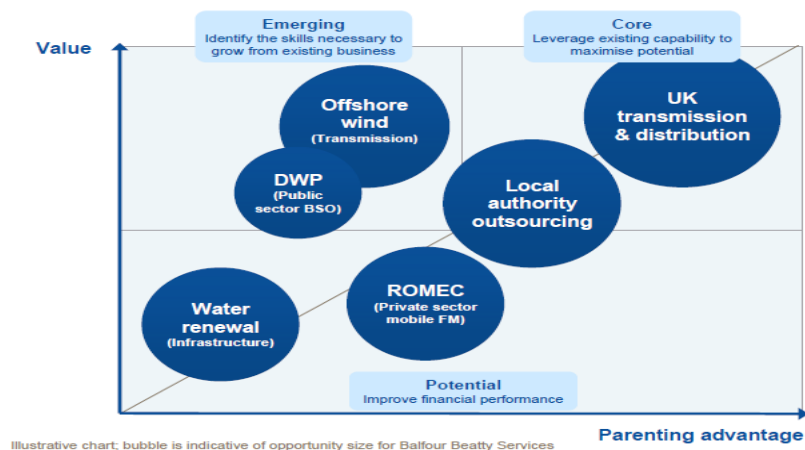 Value
Emerging
Identify the skills necessary to
grow from existing business
Core
Leverage existing capability to
maximise potential
Offshore
wind
(Transmission)
UK
transmission
& distribution
DWP
(Public
sector BSO)
Local
authority
outsourcing
Water
renewal
(Infrastructure)
ROMEC
(Private sector
mobile FM)
Potential
Improve financial performance
Parenting advantage
Illustrative chart; bubble is indicative of opportunity size for Balfour Beatty Services